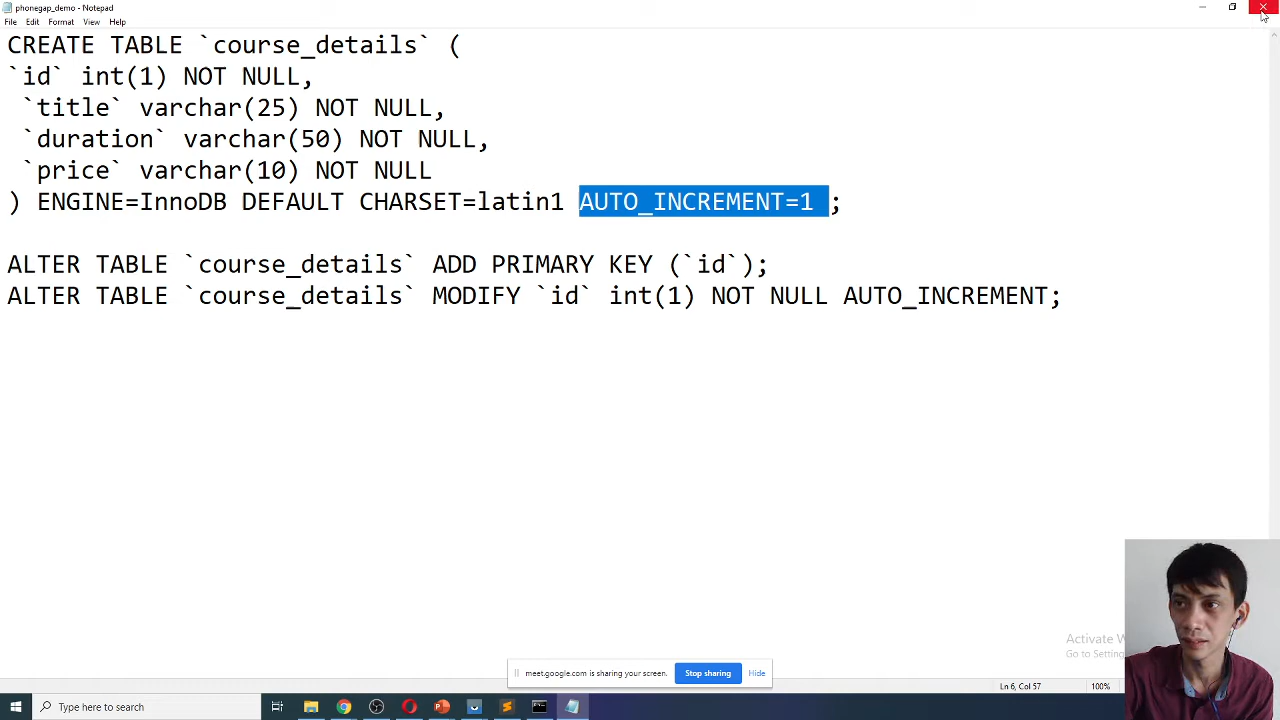 phonegap_demo - Notepad
File Edit Format View Help
CREATE TABLE `course_details` (
`id` int(1) NOT NULL,
`title` varchar(25) NOT NULL,
`duration` varchar(50) NOT NULL,
`price` varchar(10) NOT NULL
) ENGINE=InnoDB DEFAULT CHARSET=latin1 AUTO_INCREMENT=1 ;
ALTER TABLE `course_details` ADD PRIMARY KEY (`id`);
ALTER TABLE `course_details` MODIFY `id` int(1) NOT NULL AUTO_INCREMENT;
Activate
Go to Setting
meet.google.com is sharing your screen. Stop sharing Hide
Ln 6, Col 57 100%
Type here to search